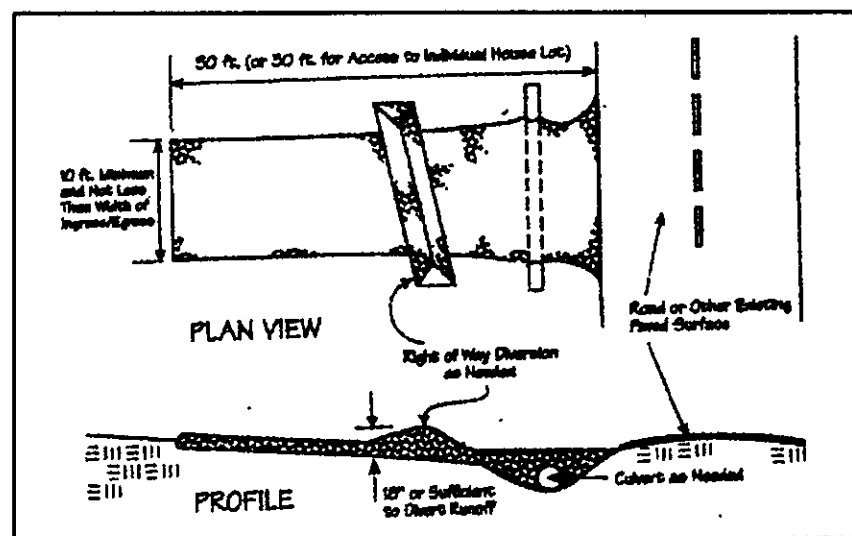 50 ft. (or 30 ft. for Access to Individual House Lot)
10 ft. Minimum
and Not Less
Than Width of
Ingress/Egress
PLAN VIEW
Road or Other Existing
Paved Surface
Right of Way Diversion
as Needed
PROFILE
18" or Sufficient
to Divert Runoff
Culvert as Needed